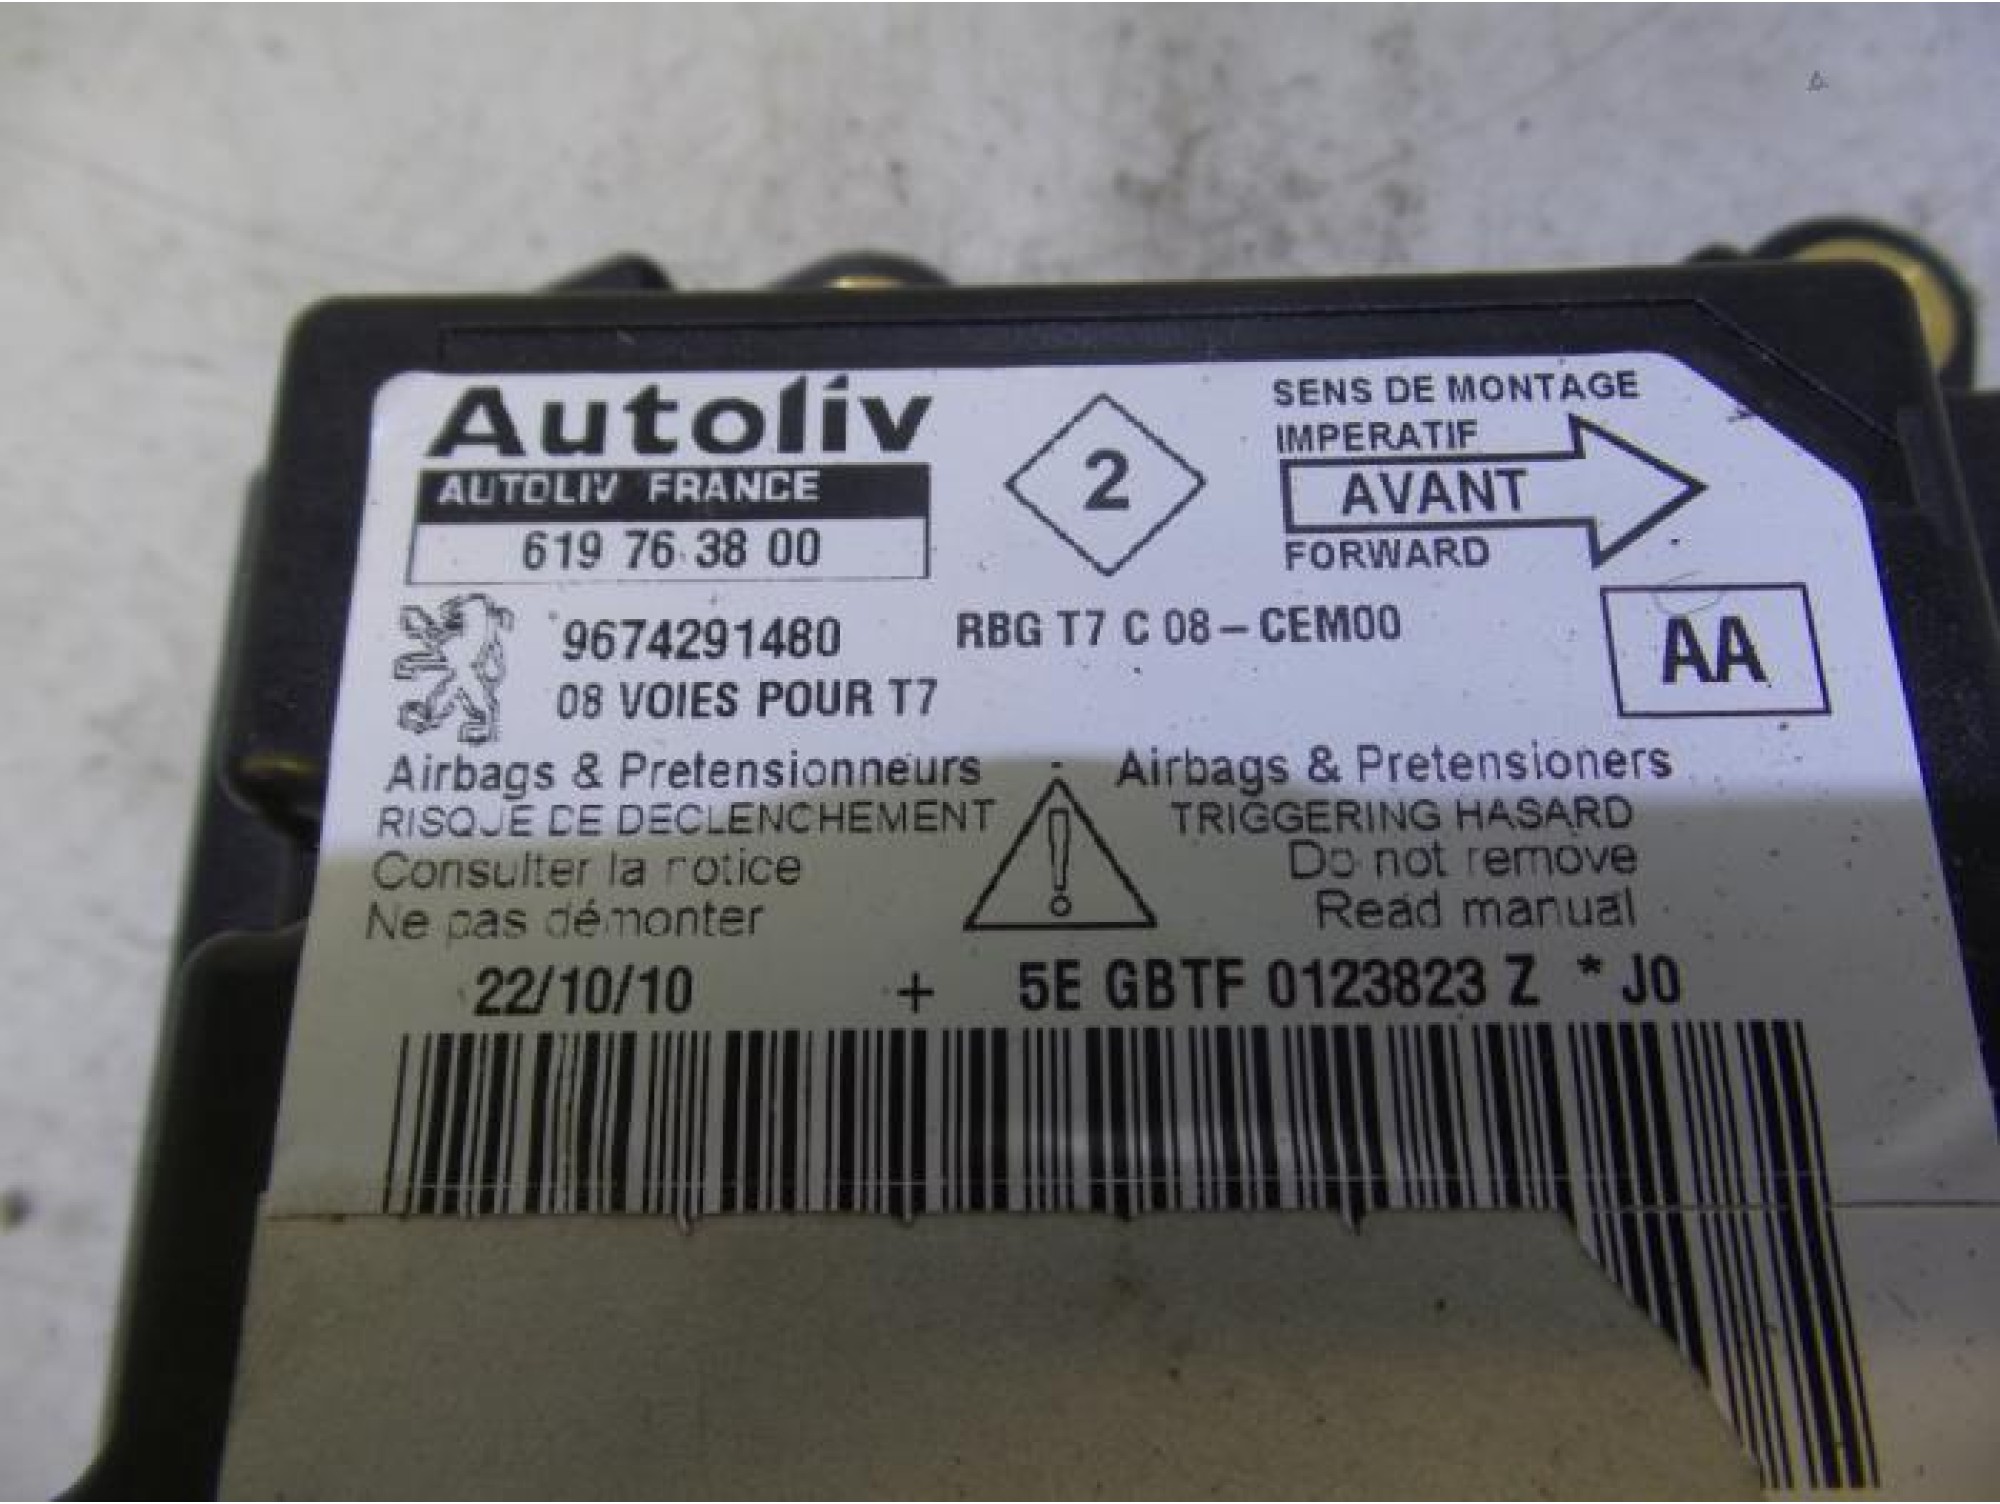 Autoliv
AUTOLIV FRANCE
619 76 38 00
2
SENS DE MONTAGE
IMPERATIF
AVANT
FORWARD
9674291480
RBG T7 C 08-CEM00
08 VOIES POUR T7
AA
Airbags & Pretensionneurs - Airbags & Pretensioners
RISQUE DE DECLENCHEMENT
TRIGGERING HASARD
Consulter la notice
Do not remove
Ne pas démonter
Read manual
!
22/10/10 + 5E GBTF 0123823 Z * J0